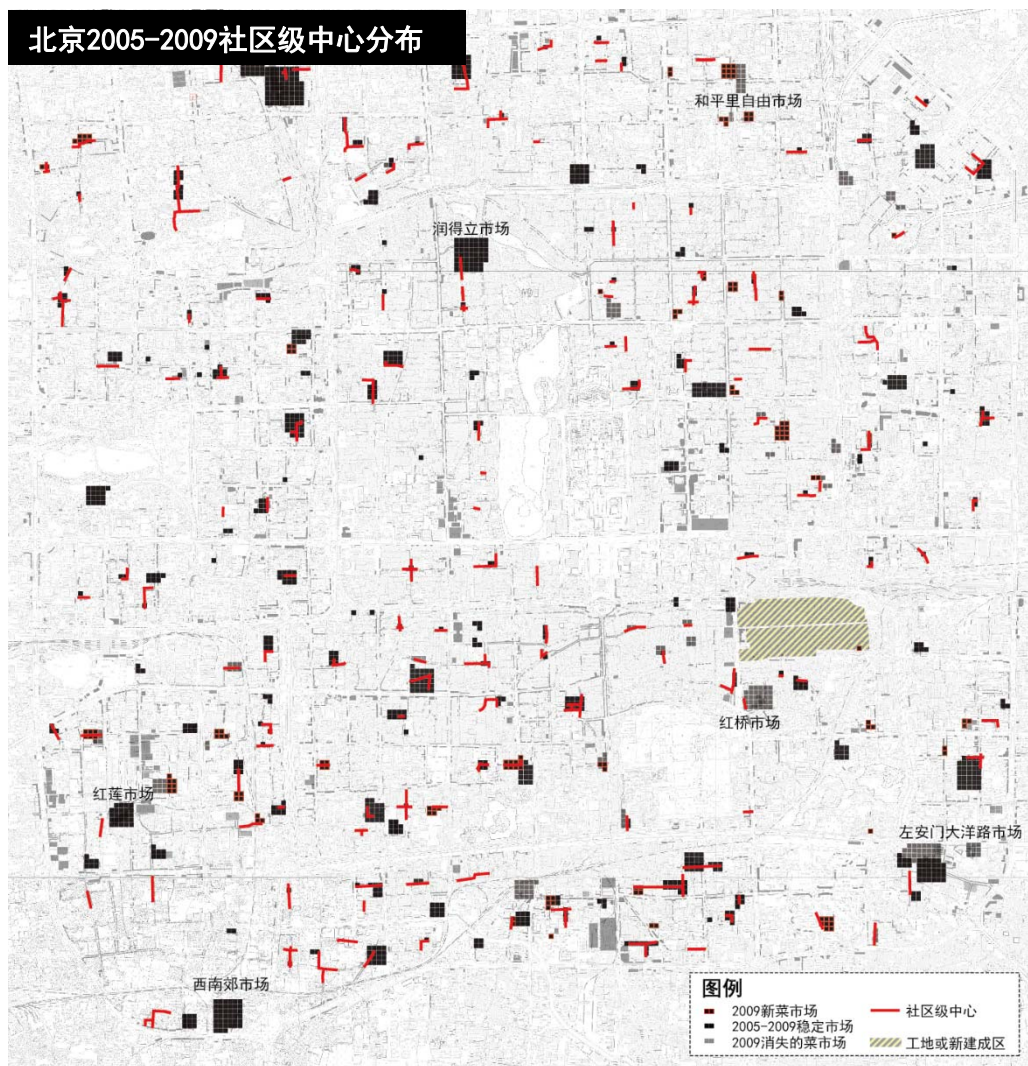 北京2005-2009社区级中心分布
和平里自由市场
润得立市场
红桥市场
红莲市场
左安门大洋路市场
西南郊市场
图例
2009新菜市场
社区级中心
2005-2009稳定市场
2009消失的菜市场
工地或新建成区